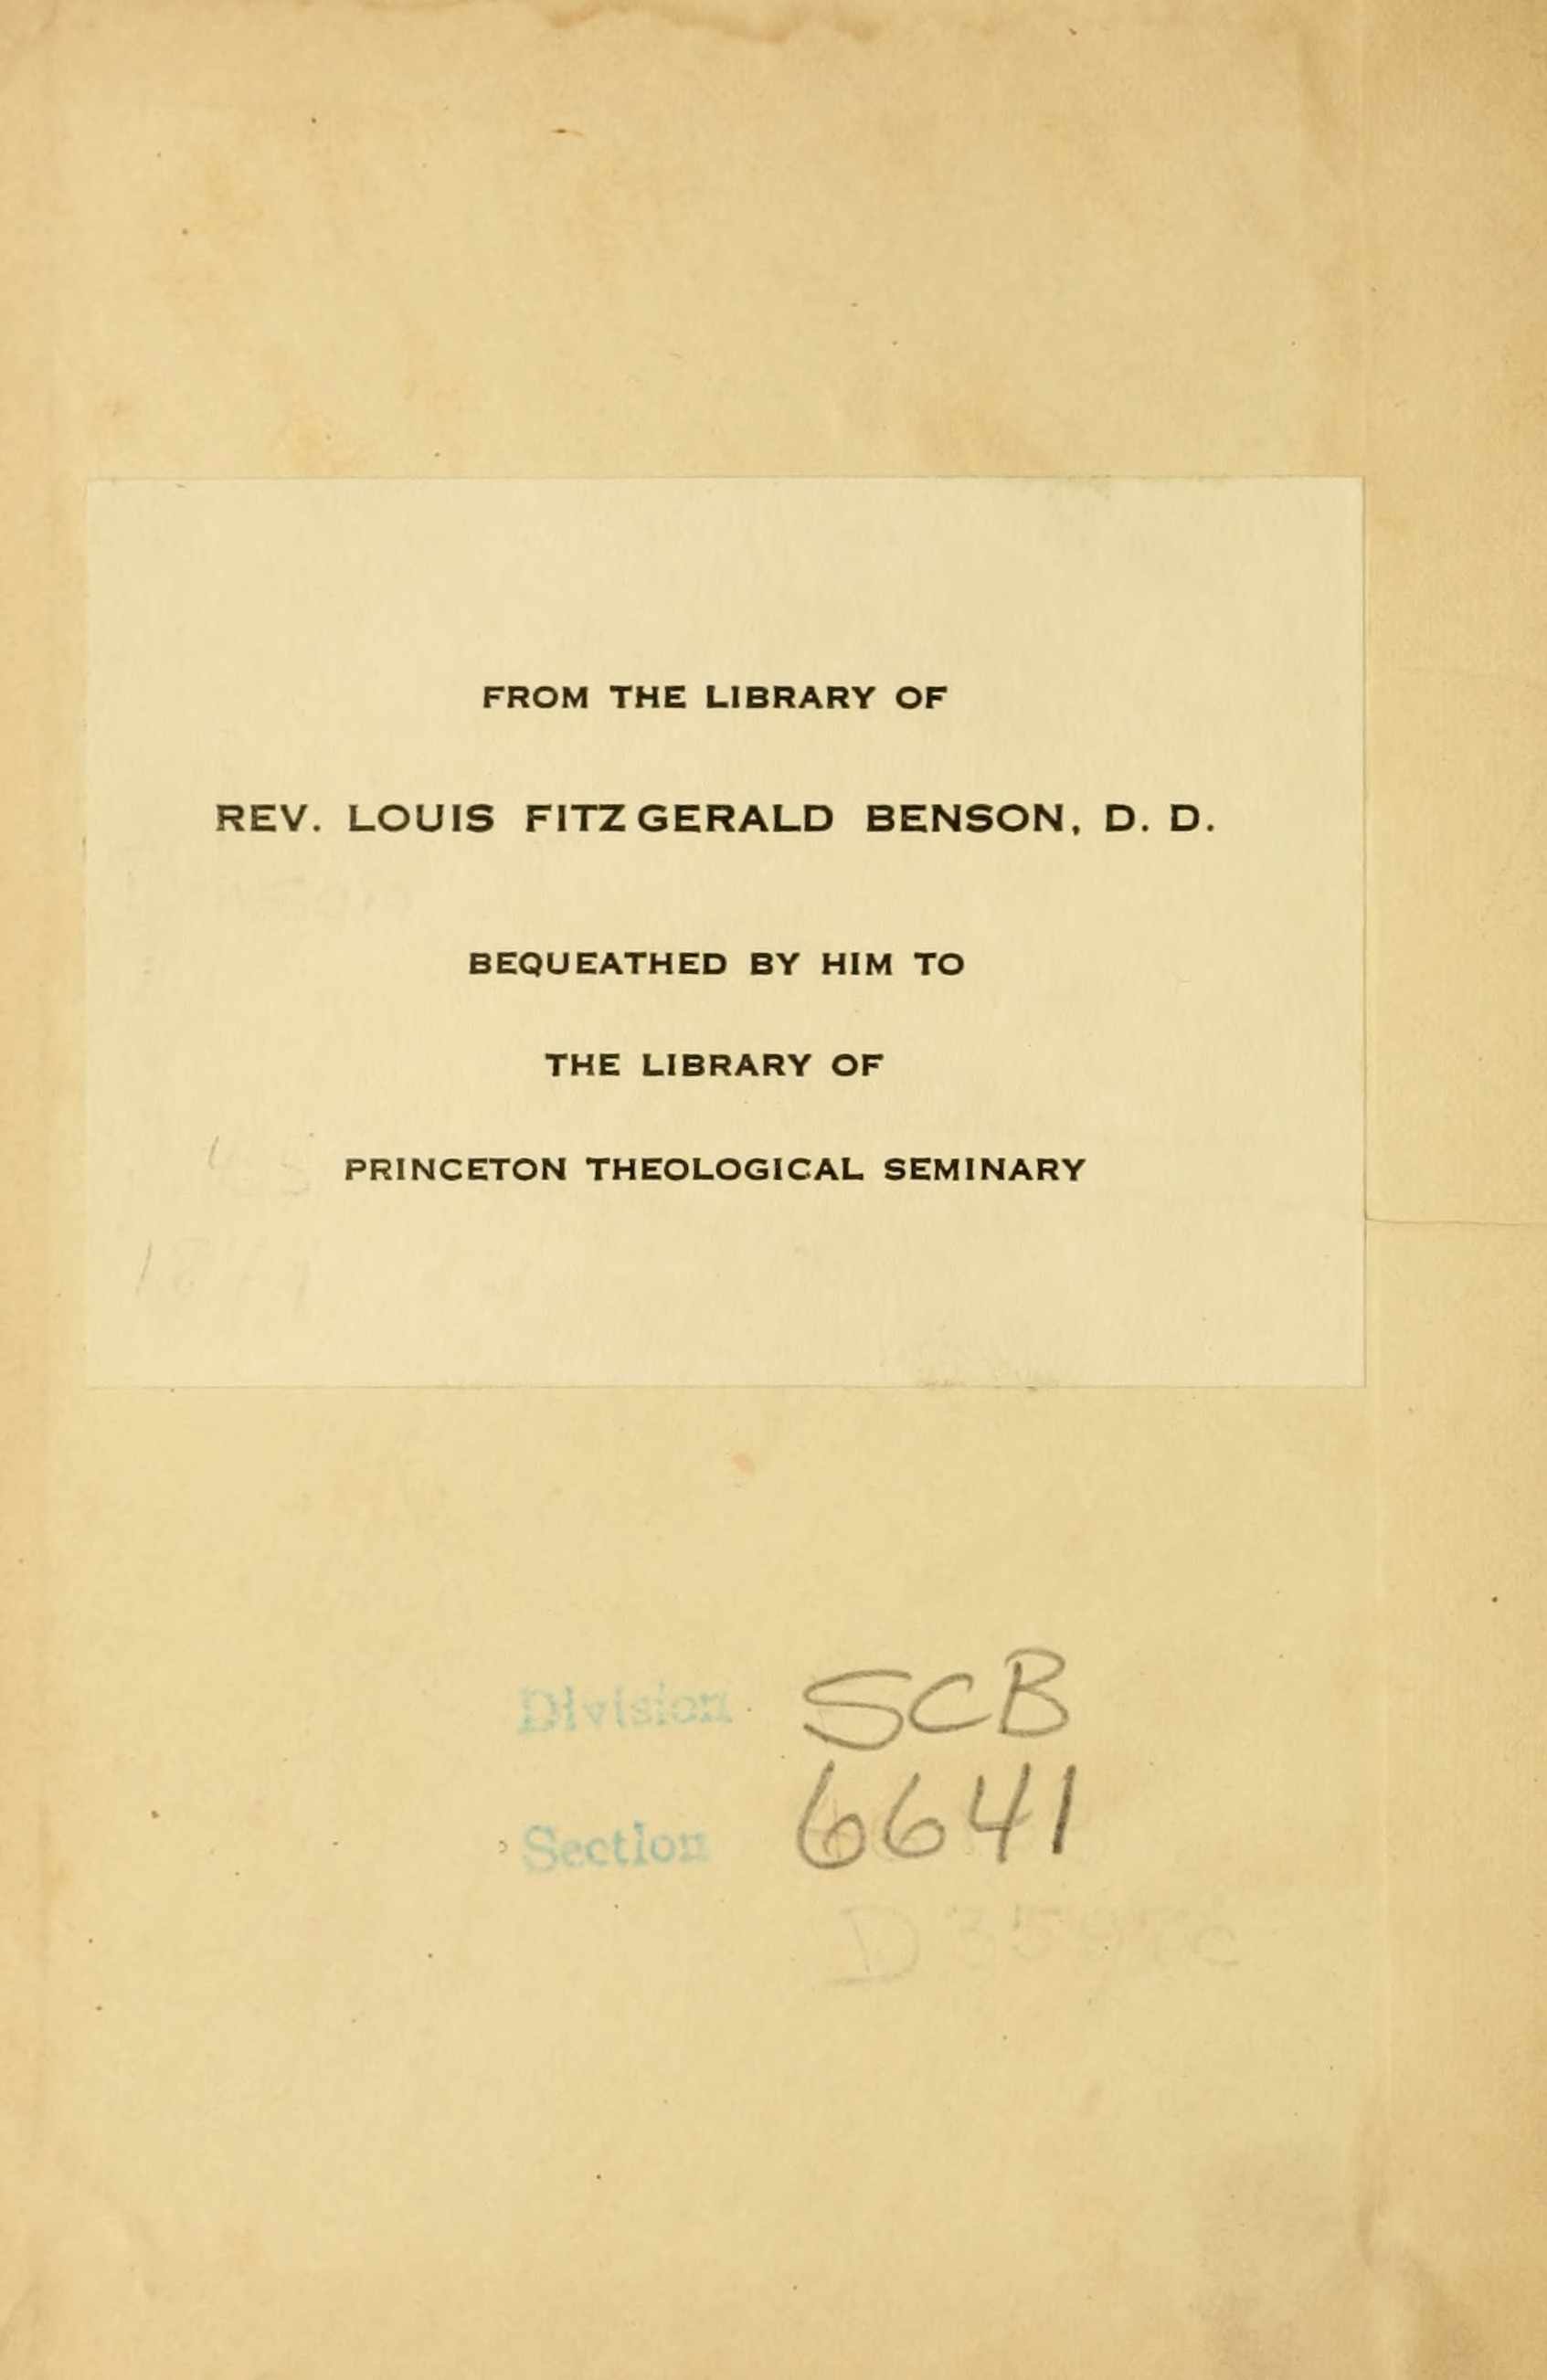 FROM THE LIBRARY OF
REV. LOUIS FITZGERALD BENSON, D. D.
BEQUEATHED BY HIM TO
THE LIBRARY OF
PRINCETON THEOLOGICAL SEMINARY
Division SCB
Section 6641